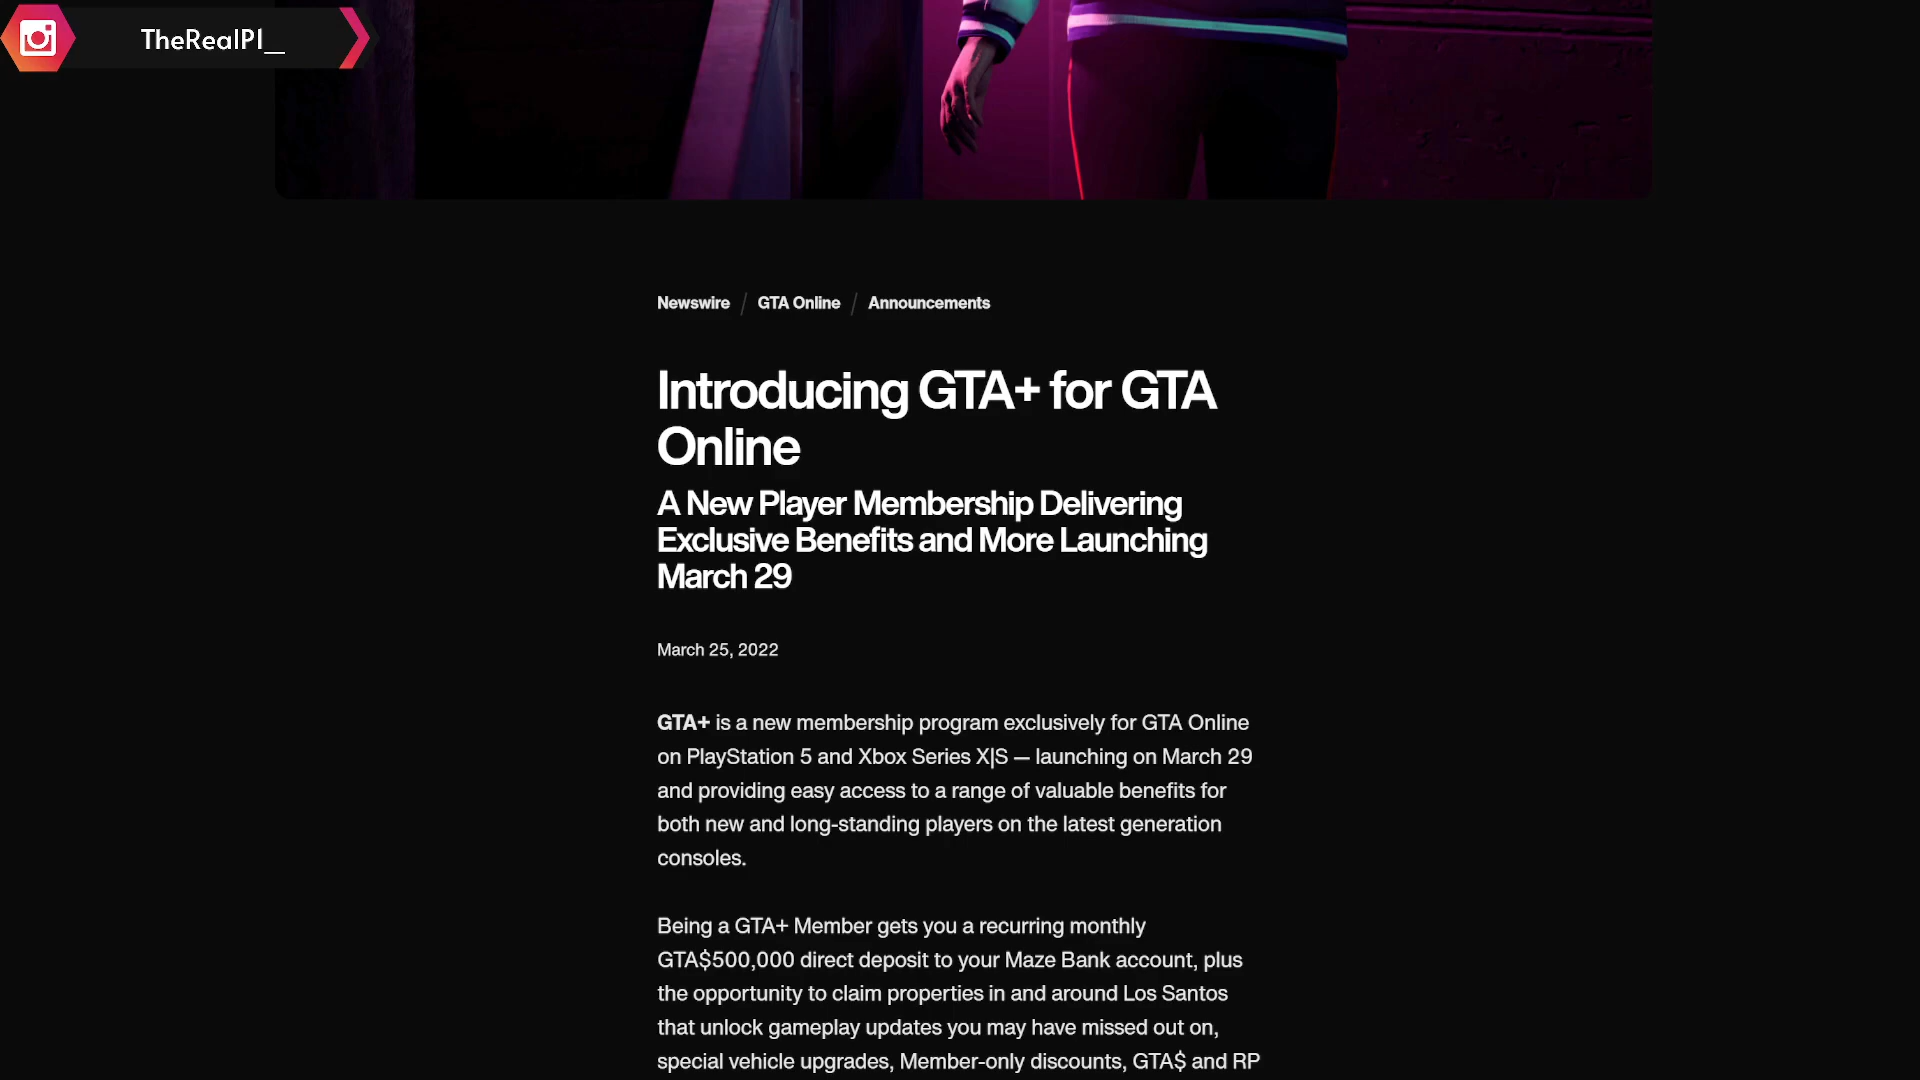 TheRealPI_
Newswire / GTA Online / Announcements
Introducing GTA+ for GTA
Online
A New Player Membership Delivering
Exclusive Benefits and More Launching
March 29
March 25, 2022
GTA+ is a new membership program exclusively for GTA Online
on PlayStation 5 and Xbox Series X|S — launching on March 29
and providing easy access to a range of valuable benefits for
both new and long-standing players on the latest generation
consoles.
Being a GTA+ Member gets you a recurring monthly
GTA$500,000 direct deposit to your Maze Bank account, plus
the opportunity to claim properties in and around Los Santos
that unlock gameplay updates you may have missed out on,
special vehicle upgrades, Member-only discounts, GTA$ and RP